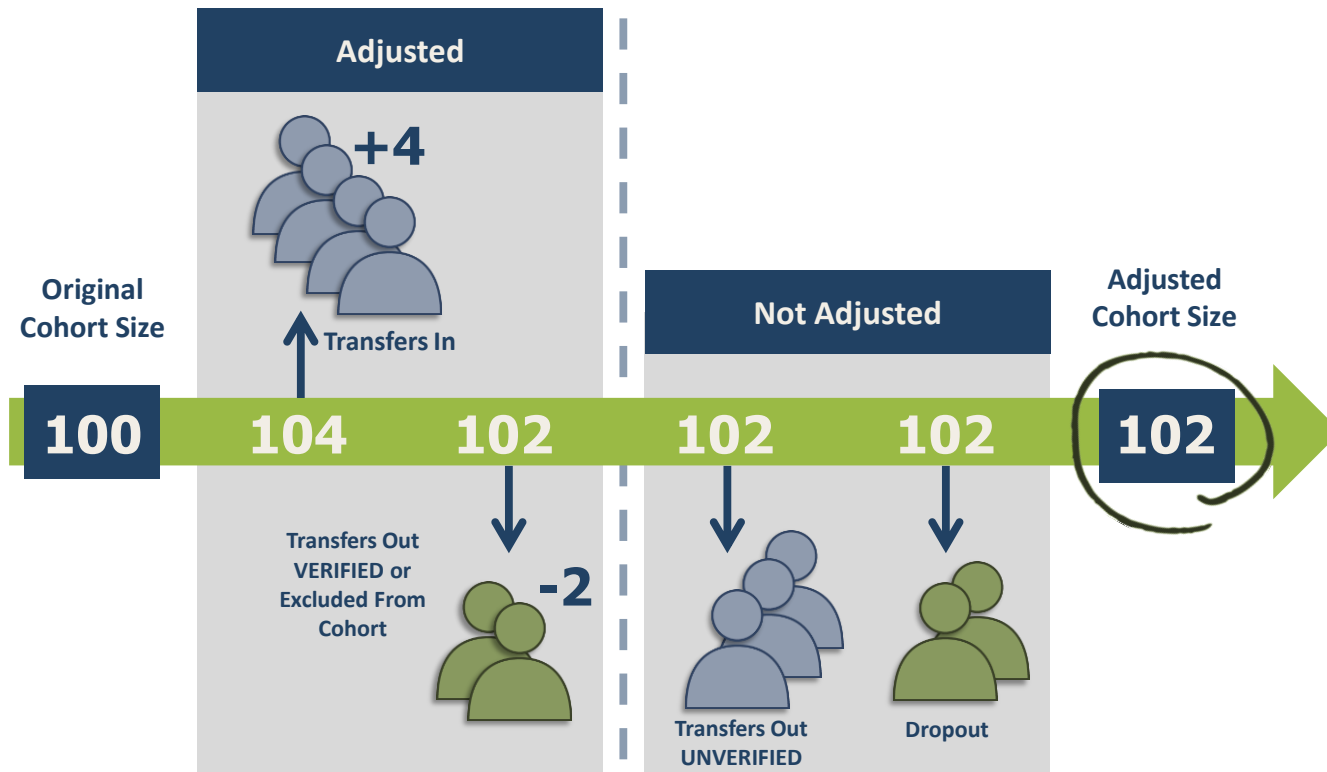 Adjusted
+4
Original
Cohort Size
Transfers In
Not Adjusted
Adjusted
Cohort Size
100
104
102
102
102
102
Transfers Out
VERIFIED or
Excluded From
Cohort
-2
Transfers Out
UNVERIFIED
Dropout